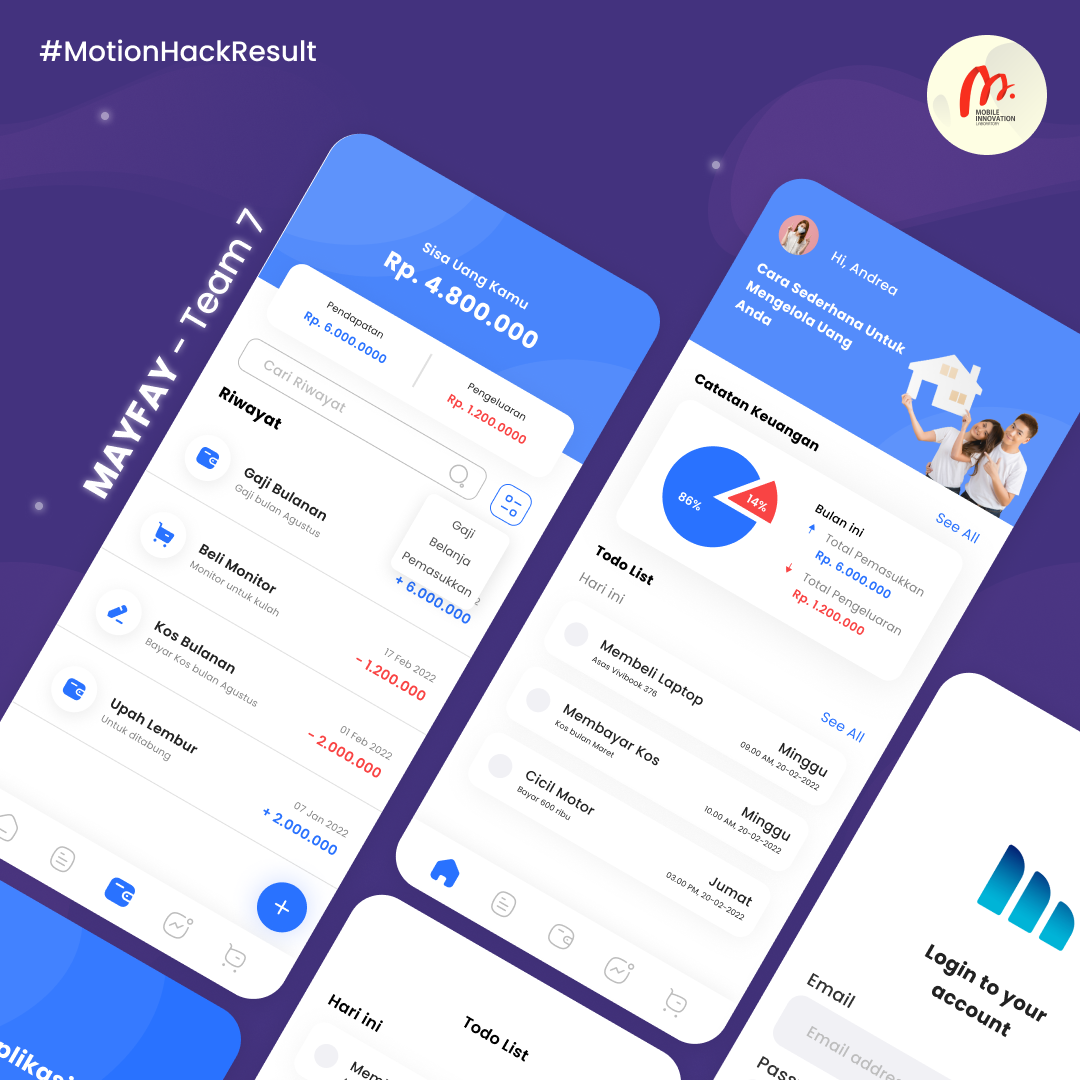 #MotionHackResult
MOBILE
INNOVATION
LABORATORY
MAYFAY - Team 7
Sisa Uang Kamu
Rp. 4.800.000
Pendapatan
Rp. 6.000.0000
Pengeluaran
Rp. 1.200.0000
Cari Riwayat
Riwayat
Gaji
Belanja
Pemasukkan
Gaji Bulanan
Gaji bulan Agustus
+ 6.000.000
Beli Monitor
Monitor untuk kulah
17 Feb 2022
- 1.200.000
Kos Bulanan
Bayar Kos bulan Agustus
01 Feb 2022
- 2.000.000
Upah Lembur
Untuk ditabung
07 Jan 2022
+ 2.000.000
Hi, Andrea
Cara Sederhana Untuk
Mengelola Uang
Anda
Catatan Keuangan
See All
86%
14%
Bulan ini
Total Pemasukkan
Rp. 6.000.000
Total Pengeluaran
Rp. 1.200.000
Todo List
Hari ini
See All
Membeli Laptop
Asas Vivibook 376
Minggu
09.00 AM, 20-02-2022
Membayar Kos
Kos bulan Maret
Minggu
10.00 AM, 20-02-2022
Cicil Motor
Bayar 600 ribu
Jumat
03.00 PM, 20-02-2022
Todo List
Hari ini
Login to your
account
Email
Email addre
Pass
plikasi